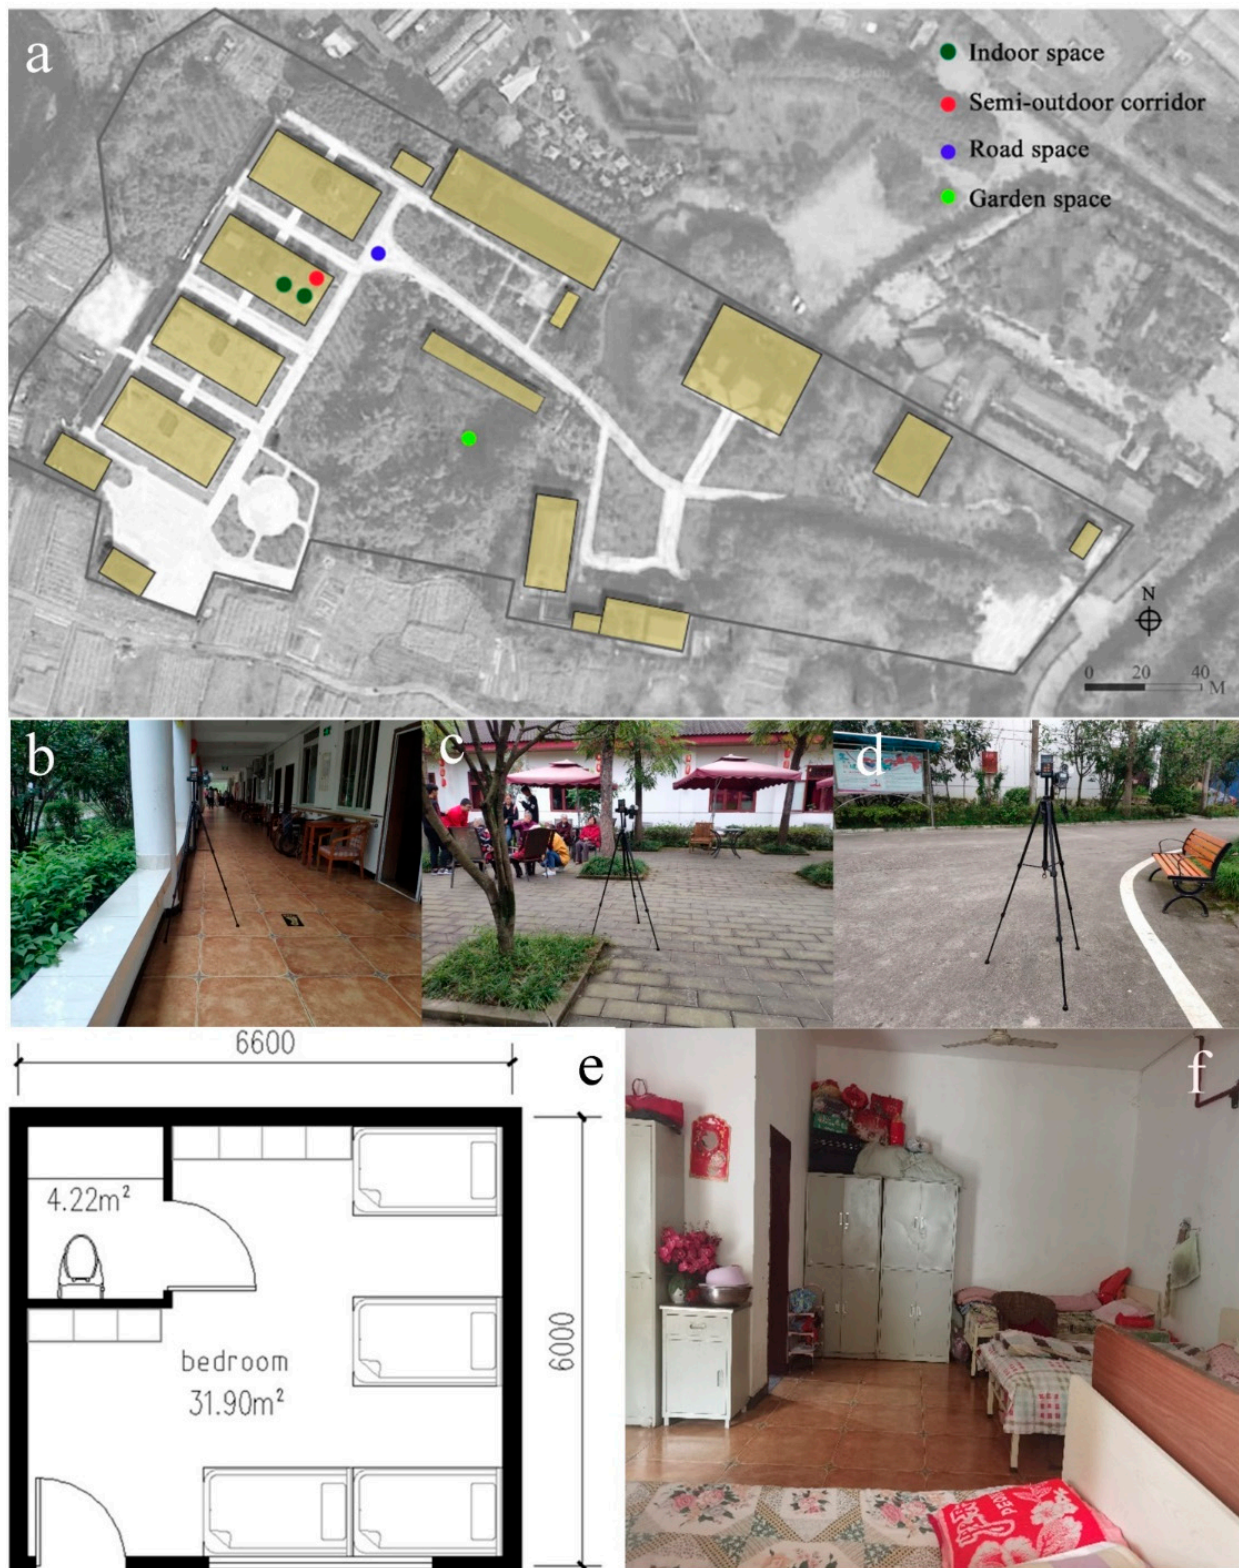 a
Indoor space
Semi-outdoor corridor
Road space
Garden space
N
0 20 40
M
b
c
d
6600
e
f
4.22m²
6000
bedroom
31.90m²